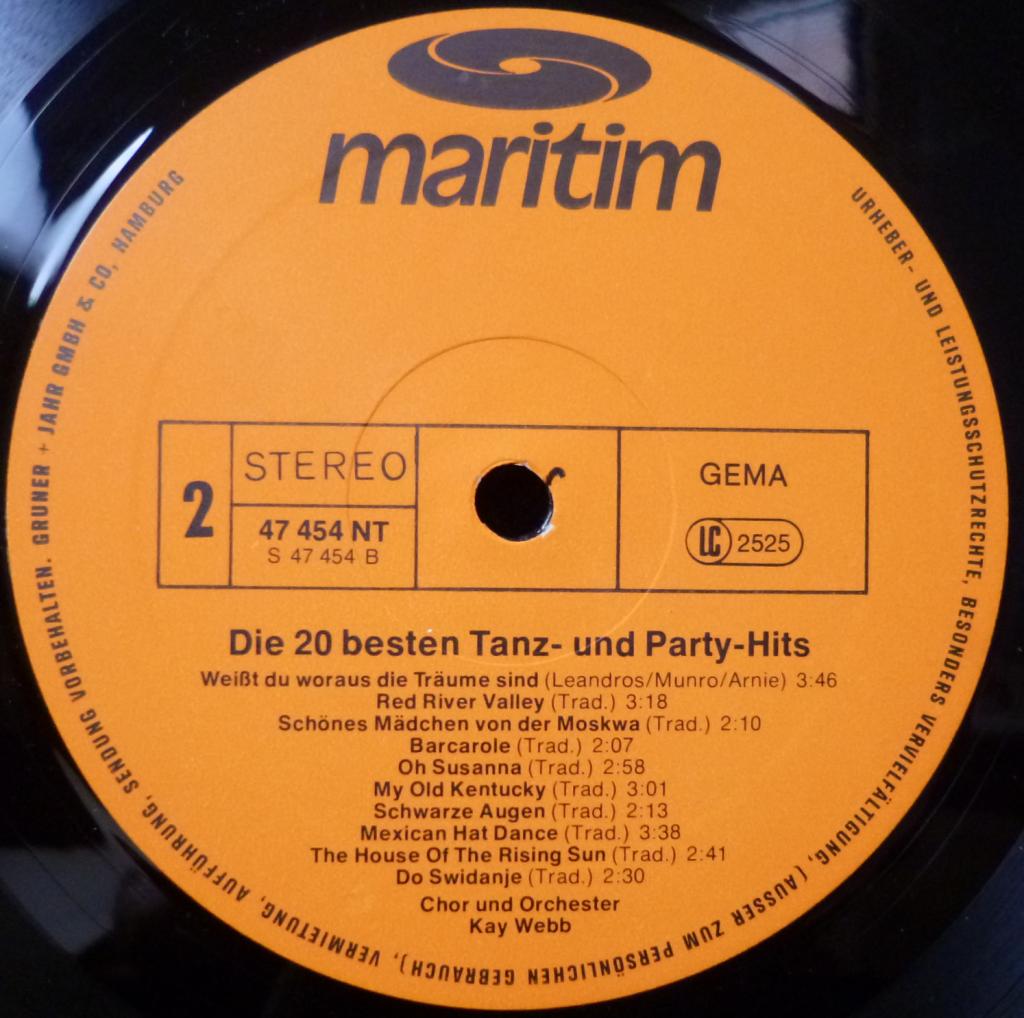 maritim
URHEBER- UND LEISTUNGSSCHUTZRECHTE, BESONDERS VERVIELFÄLTIGUNG, (AUSSER ZUM PERSÖNLICHEN GEBRAUCH), VERMIETUNG, AUFFÜHRUNG, SENDUNG VORBEHALTEN. GRUNER + JAHR GMBH & CO, HAMBURG
2
STEREO
47 454 NT
S 47 454 B
GEMA
LC 2525
Die 20 besten Tanz- und Party-Hits
Weißt du woraus die Träume sind (Leandros/Munro/Arnie) 3:46
Red River Valley (Trad.) 3:18
Schönes Mädchen von der Moskwa (Trad.) 2:10
Barcarole (Trad.) 2:07
Oh Susanna (Trad.) 2:58
My Old Kentucky (Trad.) 3:01
Schwarze Augen (Trad.) 2:13
Mexican Hat Dance (Trad.) 3:38
The House Of The Rising Sun (Trad.) 2:41
Do Swidanje (Trad.) 2:30
Chor und Orchester
Kay Webb